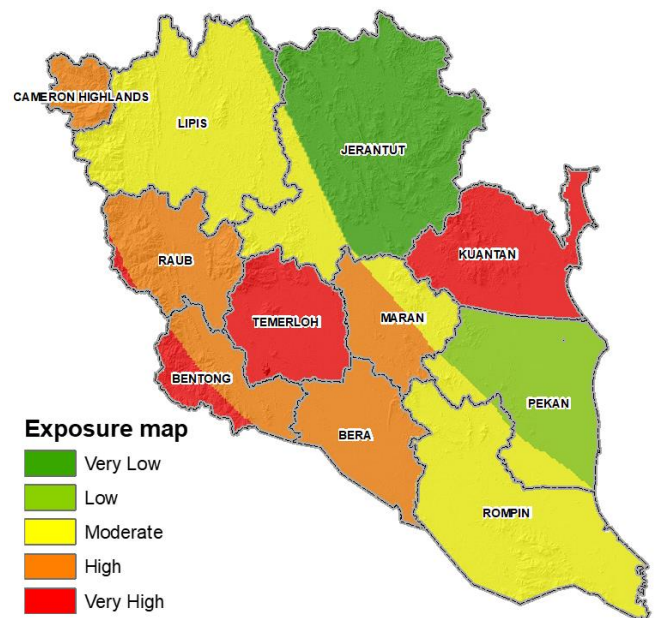 CAMERON HIGHLANDS
LIPIS
JERANTUT
RAUB
KUANTAN
TEMERLOH
MARAN
BENTONG
PEKAN
BERA
ROMPIN
Exposure map
Very Low
Low
Moderate
High
Very High